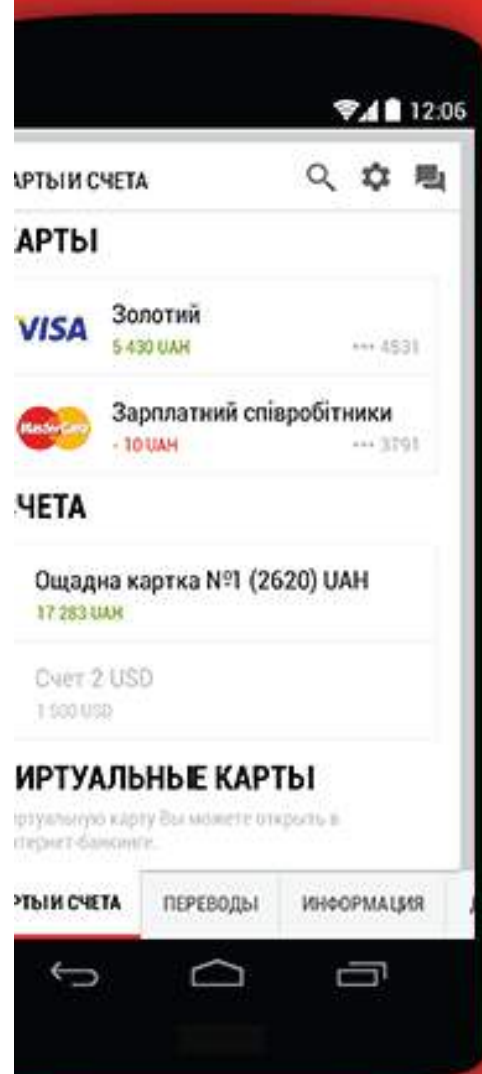 12:06
АРТЫ И СЧЕТА
АРТЫ
VISA
Золотий
5 430 UAH
*** 4531
MasterCard
Зарплатний співробітники
- 10 UAH
*** 3791
ЧЕТА
Ощадна картка №1 (2620) UAH
17 283 UAH
Счет 2 USD
1 500 USD
ИРТУАЛЬНЫЕ КАРТЫ
иртуальную карту Вы можете открыть в
нтернет-банкинге.
РТЫ И СЧЕТА
ПЕРЕВОДЫ
ИНФОРМАЦИЯ